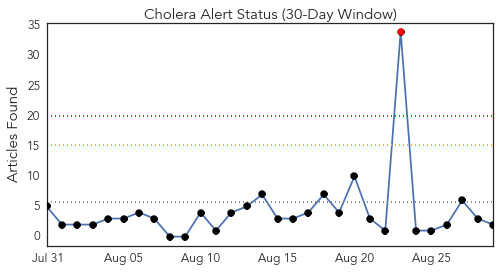 Cholera Alert Status (30-Day Window)
Articles Found
35
30
25
20
15
10
5
0
Jul 31
Aug 05
Aug 10
Aug 15
Aug 20
Aug 25